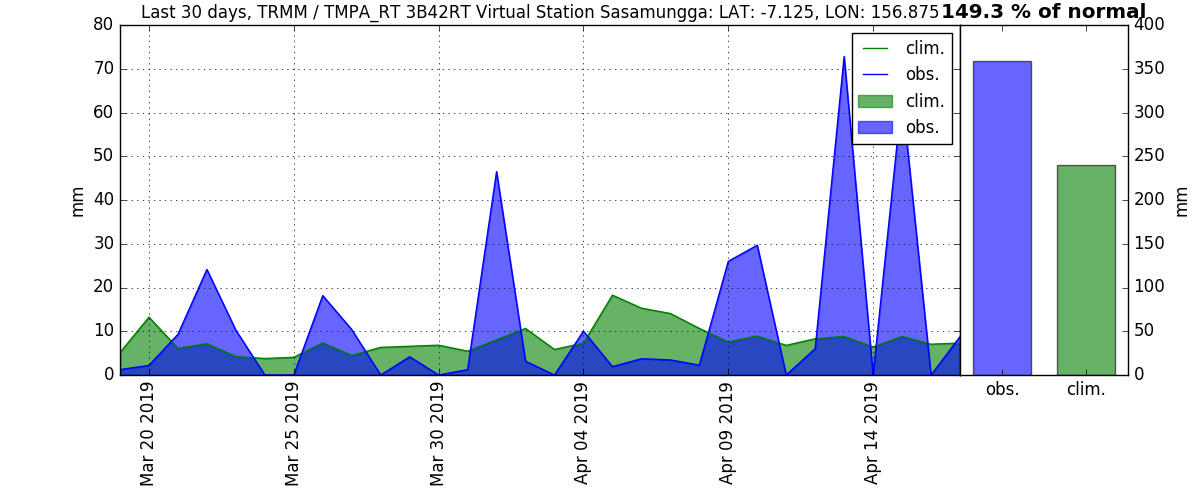 Last 30 days, TRMM / TMPA_RT 3B42RT Virtual Station Sasamungga: LAT: -7.125, LON: 156.875 149.3 % of normal
80
70
60
50
40
30
20
10
0
mm
clim.
obs.
clim.
obs.
400
350
300
250
200
150
100
50
0
mm
Mar 20 2019
Mar 25 2019
Mar 30 2019
Apr 04 2019
Apr 09 2019
Apr 14 2019
obs.
clim.